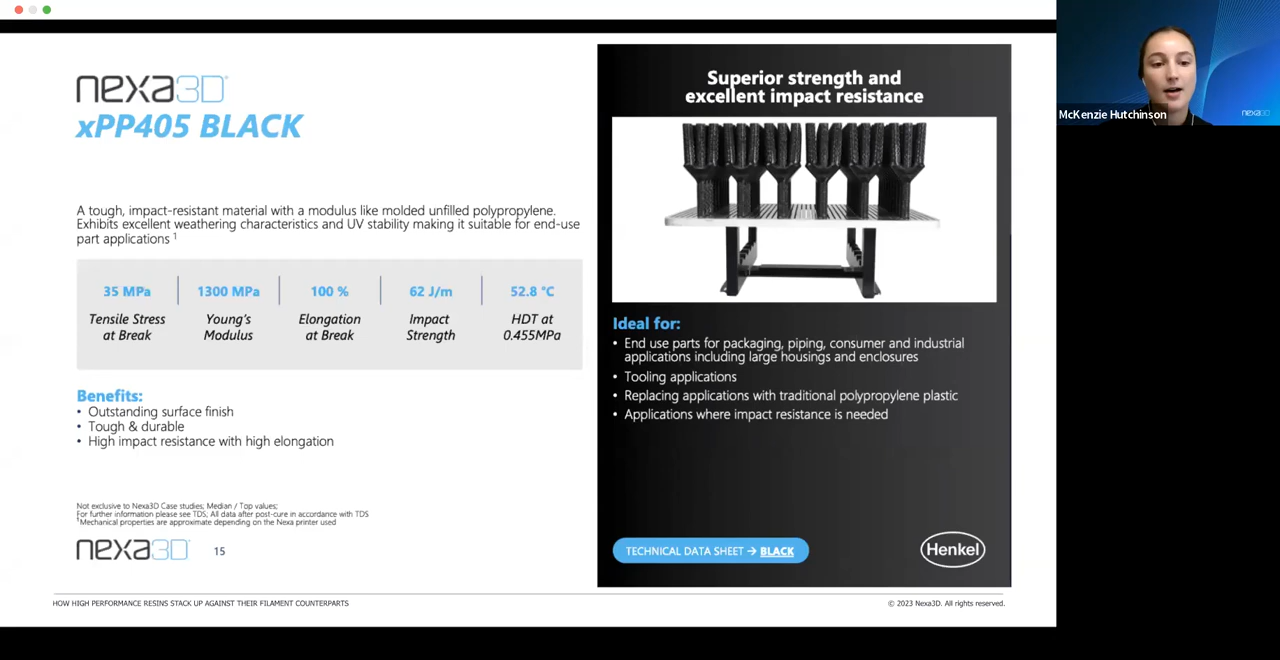 nexa3D®
xPP405 BLACK
A tough, impact-resistant material with a modulus like molded unfilled polypropylene.
Exhibits excellent weathering characteristics and UV stability making it suitable for end-use
part applications ¹
35 MPa
Tensile Stress
at Break
1300 MPa
Young's
Modulus
100 %
Elongation
at Break
62 J/m
Impact
Strength
52.8 °C
HDT at
0.455MPa
Benefits:
• Outstanding surface finish
• Tough & durable
• High impact resistance with high elongation
Not exclusive to Nexa3D Case studies; Median / Top values;
For further information please see TDS; All data after post-cure in accordance with TDS
¹Mechanical properties are approximate depending on the Nexa printer used
nexa3D
15
Superior strength and
excellent impact resistance
Ideal for:
• End use parts for packaging, piping, consumer and industrial
applications including large housings and enclosures
• Tooling applications
• Replacing applications with traditional polypropylene plastic
• Applications where impact resistance is needed
TECHNICAL DATA SHEET → BLACK
Henkel
HOW HIGH PERFORMANCE RESINS STACK UP AGAINST THEIR FILAMENT COUNTERPARTS
© 2023 Nexa3D. All rights reserved.
McKenzie Hutchinson
nexa3D